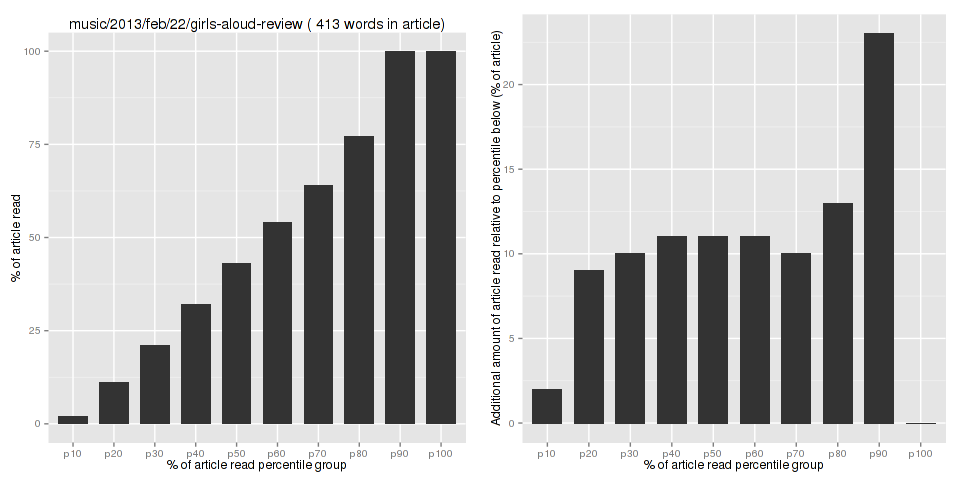 music/2013/feb/22/girls-aloud-review ( 413 words in article)
% of article read
100
75
50
25
0
p10 p20 p30 p40 p50 p60 p70 p80 p90 p100
% of article read percentile group
Additional amount of article read relative to percentile below (% of article)
20
15
10
5
0
p10 p20 p30 p40 p50 p60 p70 p80 p90 p100
% of article read percentile group